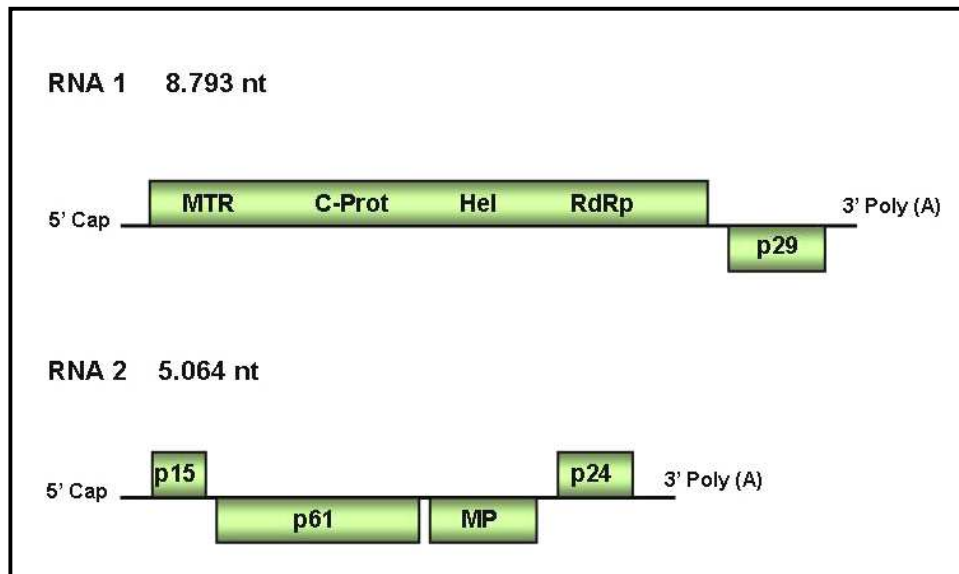 RNA 1 8.793 nt
MTR C-Prot Hel RdRp
5' Cap 3' Poly (A)
p29
RNA 2 5.064 nt
p15 p24
5' Cap 3' Poly (A)
p61 MP